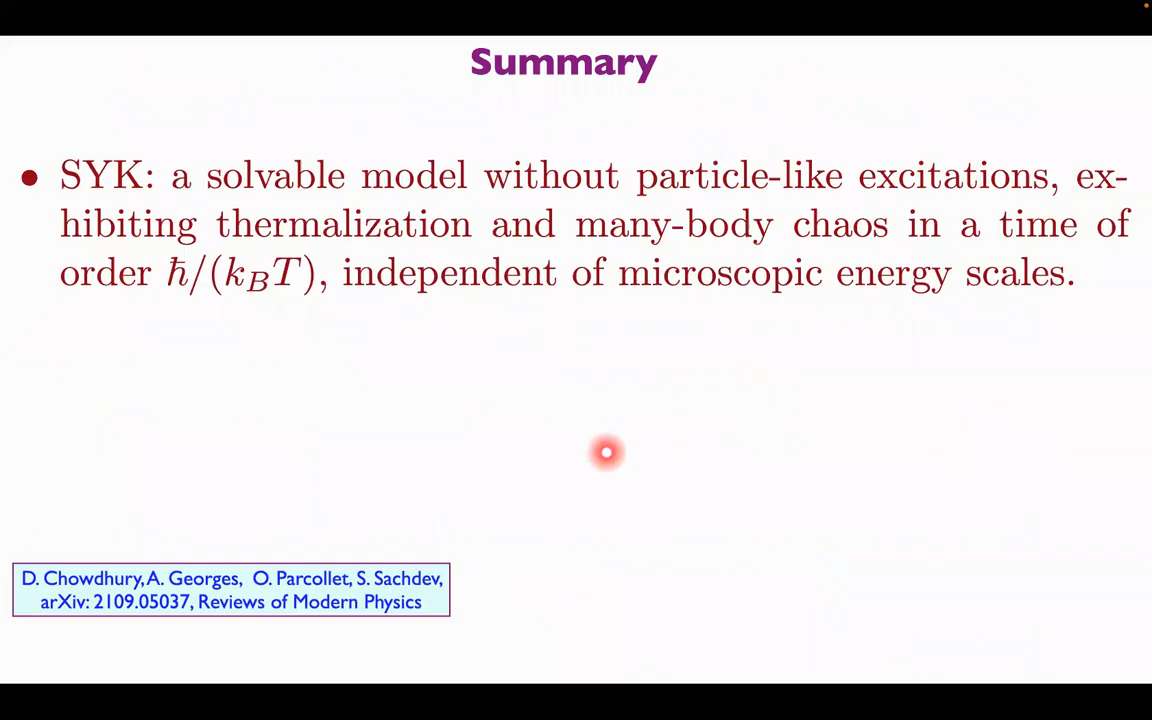 Summary
• SYK: a solvable model without particle-like excitations, ex-
hibiting thermalization and many-body chaos in a time of
order ℏ/(k_BT), independent of microscopic energy scales.
D. Chowdhury, A. Georges, O. Parcollet, S. Sachdev,
arXiv: 2109.05037, Reviews of Modern Physics